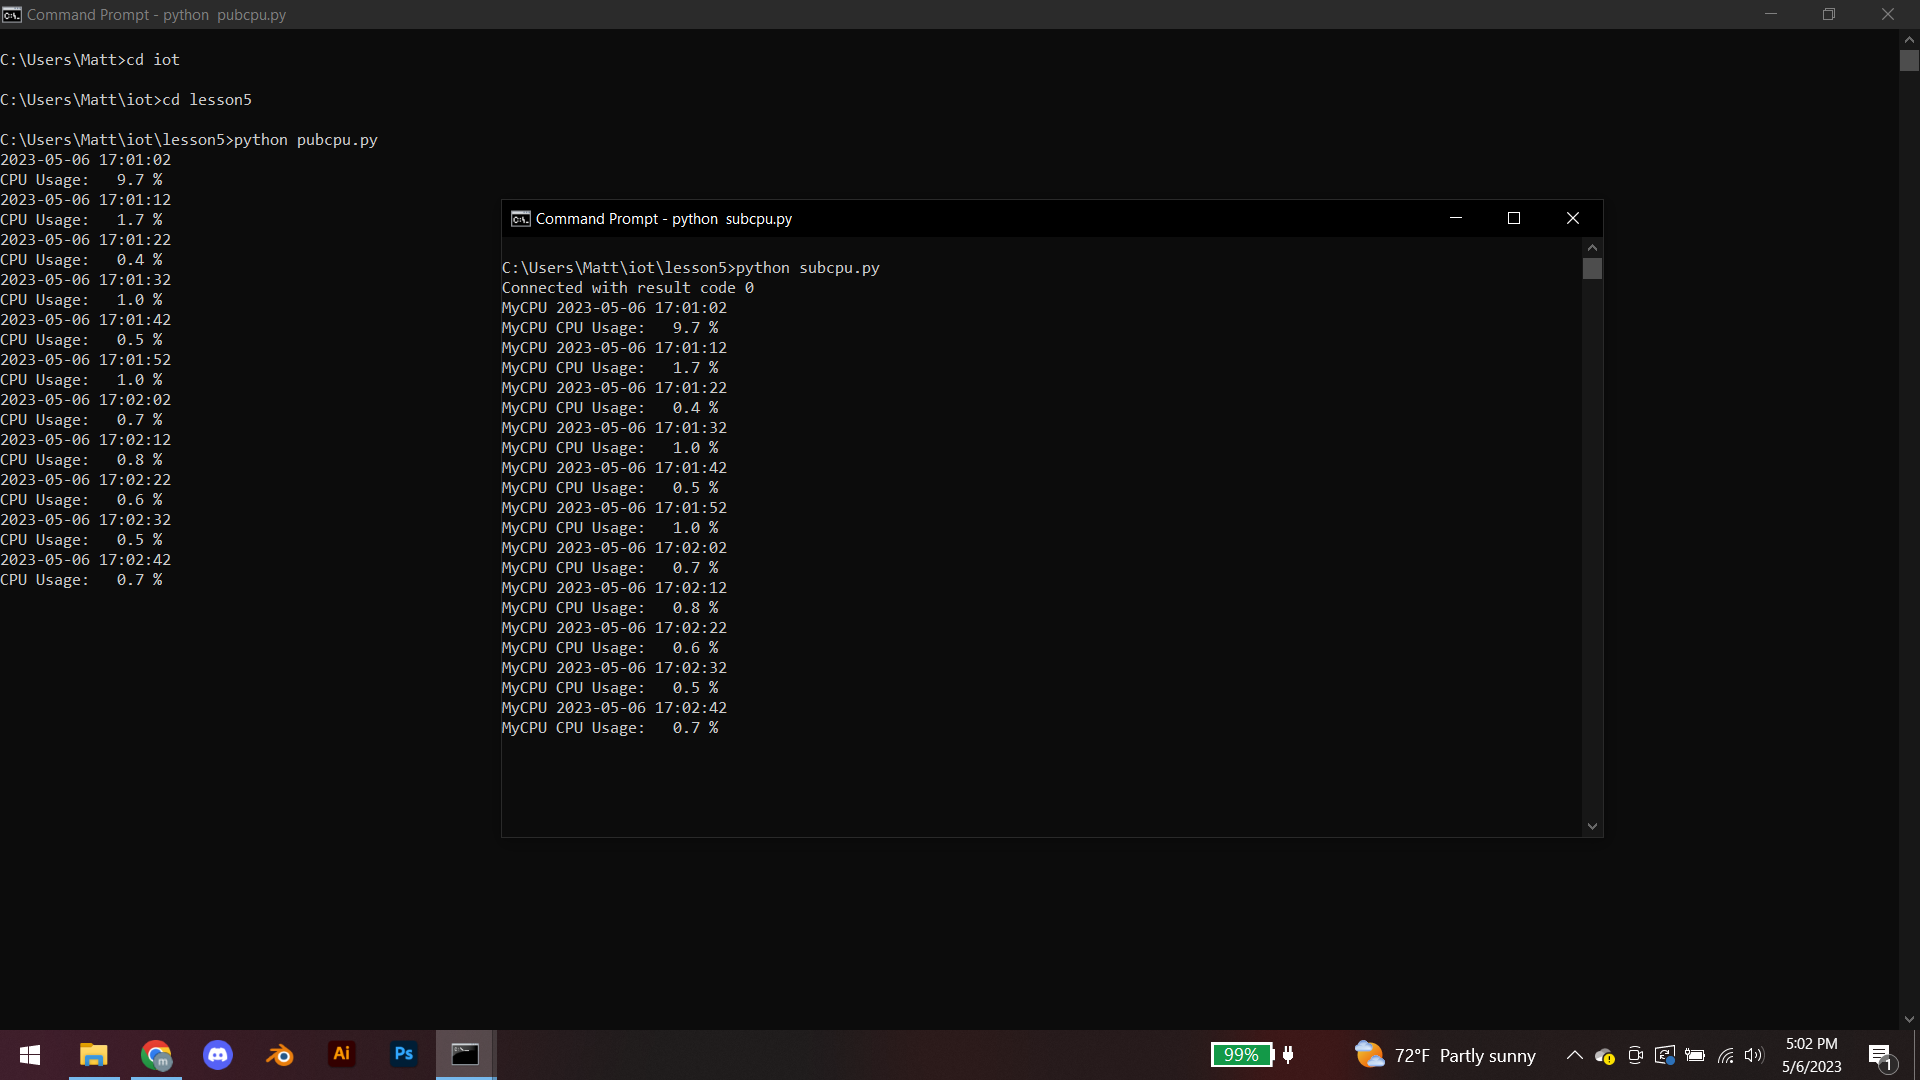 Command Prompt - python  pubcpu.py
C:\Users\Matt>cd iot
C:\Users\Matt\iot>cd lesson5
C:\Users\Matt\iot\lesson5>python pubcpu.py
2023-05-06 17:01:02
CPU Usage:   9.7 %
2023-05-06 17:01:12
CPU Usage:   1.7 %
2023-05-06 17:01:22
CPU Usage:   0.4 %
2023-05-06 17:01:32
CPU Usage:   1.0 %
2023-05-06 17:01:42
CPU Usage:   0.5 %
2023-05-06 17:01:52
CPU Usage:   1.0 %
2023-05-06 17:02:02
CPU Usage:   0.7 %
2023-05-06 17:02:12
CPU Usage:   0.8 %
2023-05-06 17:02:22
CPU Usage:   0.6 %
2023-05-06 17:02:32
CPU Usage:   0.5 %
2023-05-06 17:02:42
CPU Usage:   0.7 %
Command Prompt - python  subcpu.py
C:\Users\Matt\iot\lesson5>python subcpu.py
Connected with result code 0
MyCPU 2023-05-06 17:01:02
MyCPU CPU Usage:   9.7 %
MyCPU 2023-05-06 17:01:12
MyCPU CPU Usage:   1.7 %
MyCPU 2023-05-06 17:01:22
MyCPU CPU Usage:   0.4 %
MyCPU 2023-05-06 17:01:32
MyCPU CPU Usage:   1.0 %
MyCPU 2023-05-06 17:01:42
MyCPU CPU Usage:   0.5 %
MyCPU 2023-05-06 17:01:52
MyCPU CPU Usage:   1.0 %
MyCPU 2023-05-06 17:02:02
MyCPU CPU Usage:   0.7 %
MyCPU 2023-05-06 17:02:12
MyCPU CPU Usage:   0.8 %
MyCPU 2023-05-06 17:02:22
MyCPU CPU Usage:   0.6 %
MyCPU 2023-05-06 17:02:32
MyCPU CPU Usage:   0.5 %
MyCPU 2023-05-06 17:02:42
MyCPU CPU Usage:   0.7 %
m
Ai
Ps
99%
72°F  Partly sunny
5:02 PM
5/6/2023
1